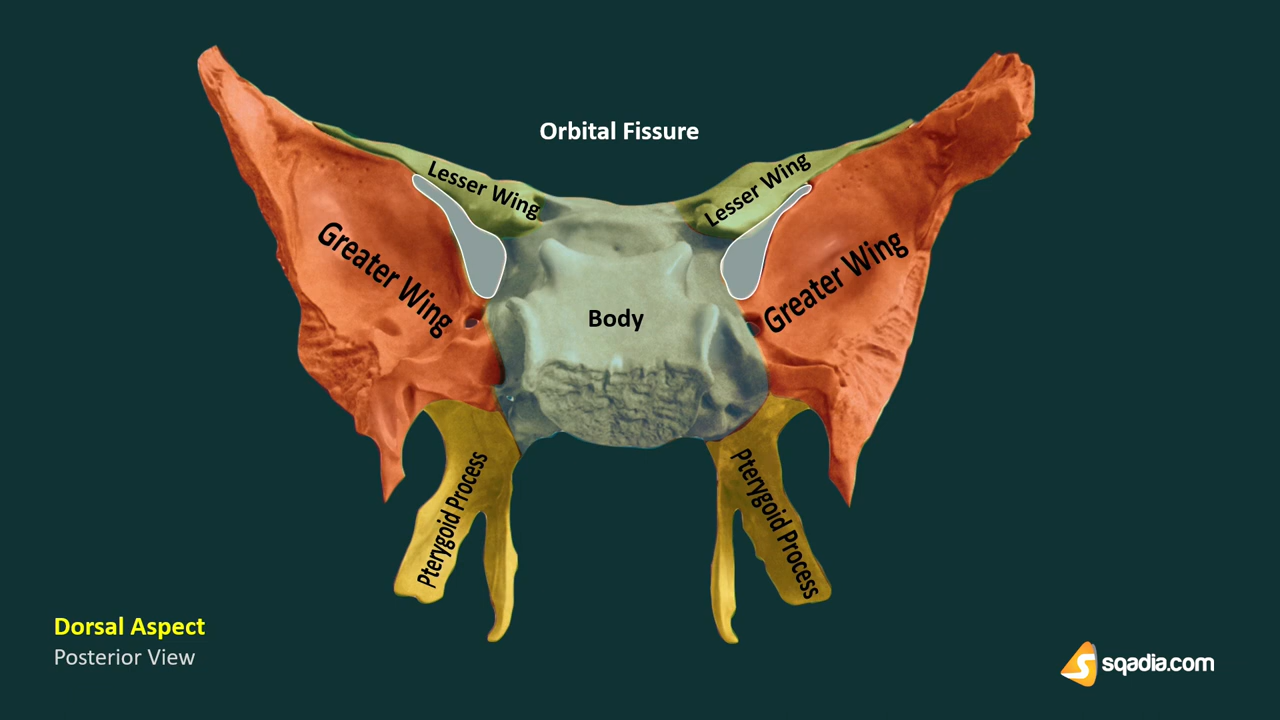 Orbital Fissure
Lesser Wing
Lesser Wing
Greater Wing
Greater Wing
Body
Pterygoid Process
Pterygoid Process
Dorsal Aspect
Posterior View
sqadia.com